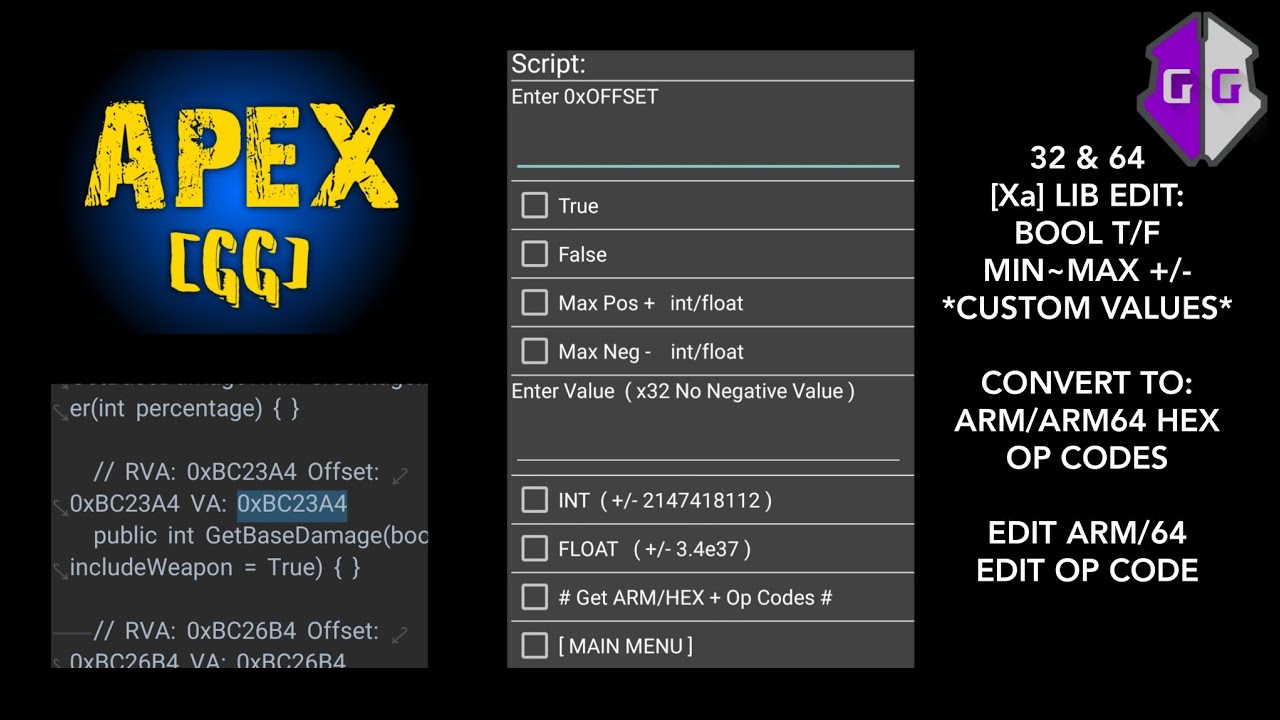 APEX
[GG]
er(int percentage) { }
// RVA: 0xBC23A4 Offset:
0xBC23A4 VA: 0xBC23A4
public int GetBaseDamage(boo
includeWeapon = True) { }
// RVA: 0xBC26B4 Offset:
0xBC26B4 VA: 0xBC26B4
Script:
Enter 0xOFFSET
True
False
Max Pos + int/float
Max Neg - int/float
Enter Value ( x32 No Negative Value )
INT ( +/- 2147418112 )
FLOAT ( +/- 3.4e37 )
# Get ARM/HEX + Op Codes #
[ MAIN MENU ]
G G
32 & 64
[Xa] LIB EDIT:
BOOL T/F
MIN~MAX +/-
*CUSTOM VALUES*
CONVERT TO:
ARM/ARM64 HEX
OP CODES
EDIT ARM/64
EDIT OP CODE